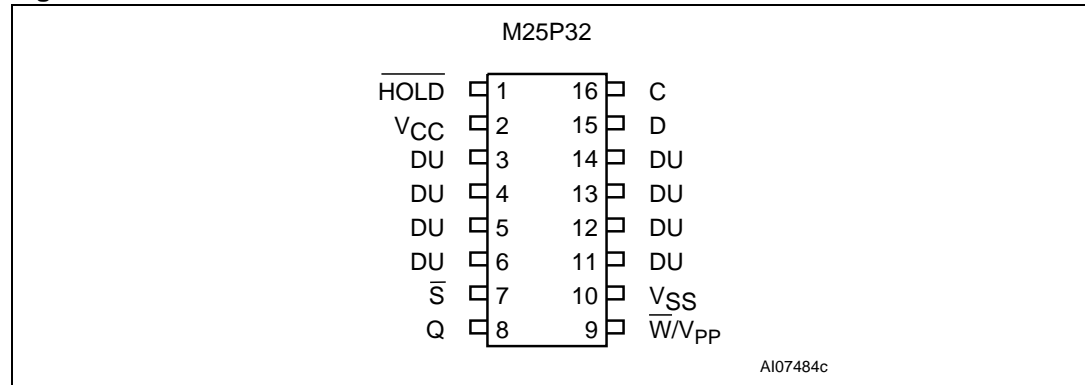 M25P32
H̅O̅L̅D̅ 1 16 C
VCC 2 15 D
DU 3 14 DU
DU 4 13 DU
DU 5 12 DU
DU 6 11 DU
S̅ 7 10 VSS
Q 8 9 W̅/VPP
AI07484c